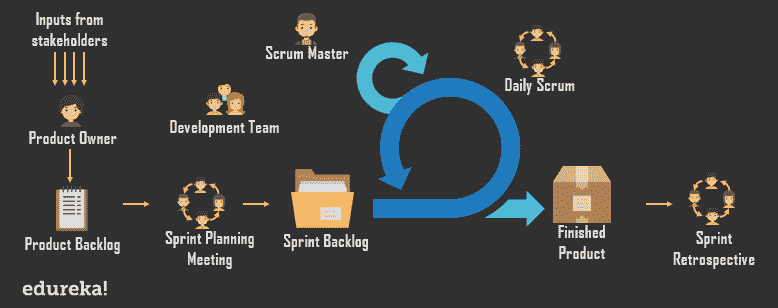 Inputs from
stakeholders
Scrum Master
Daily Scrum
Development Team
Product Owner
Product Backlog
Sprint Planning
Meeting
Sprint Backlog
Finished
Product
Sprint
Retrospective
edureka!